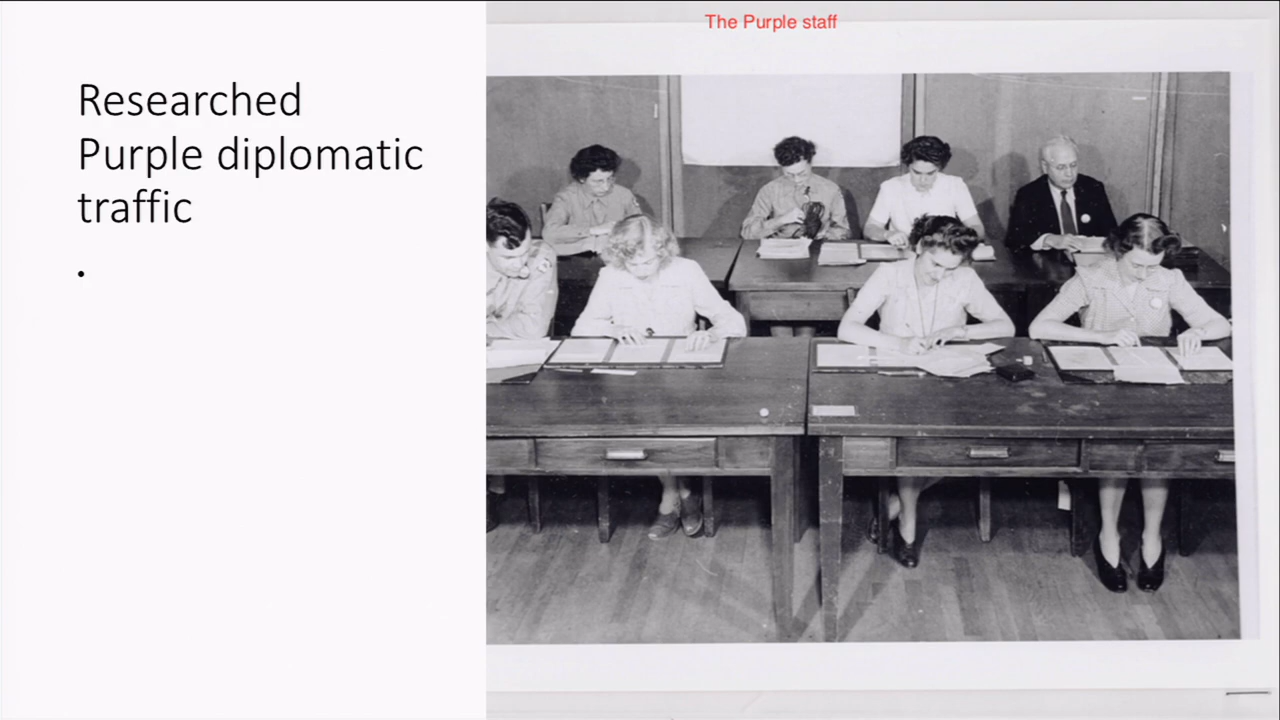 The Purple staff
Researched
Purple diplomatic
traffic
•